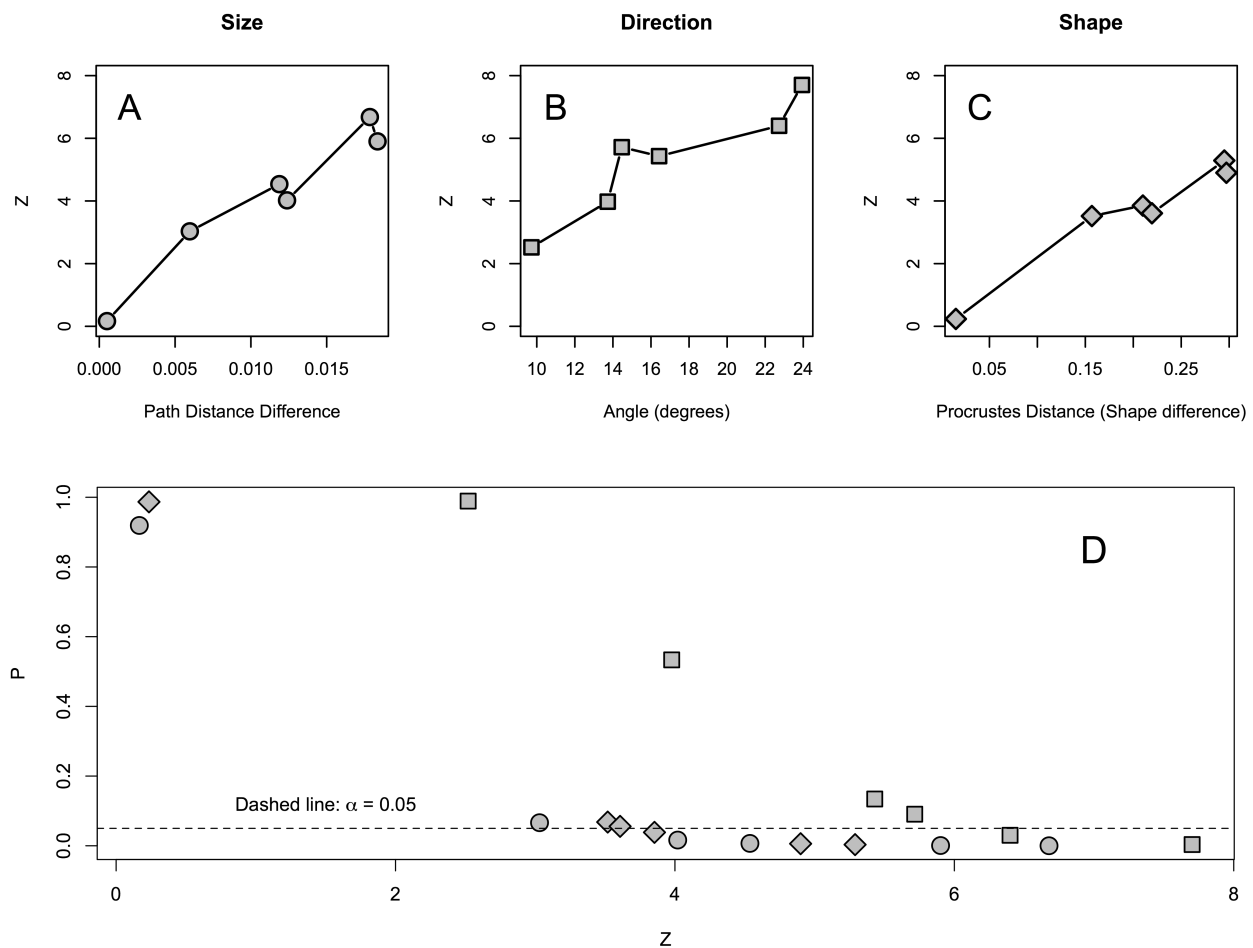 Size
Direction
Shape
A
B
C
Z
0 2 4 6 8
Z
0 2 4 6 8
Z
0 2 4 6 8
0.000 0.005 0.010 0.015
10 12 14 16 18 20 22 24
0.05 0.15 0.25
Path Distance Difference
Angle (degrees)
Procrustes Distance (Shape difference)
D
P
0.0 0.2 0.4 0.6 0.8 1.0
Dashed line: α = 0.05
0 2 4 6 8
Z